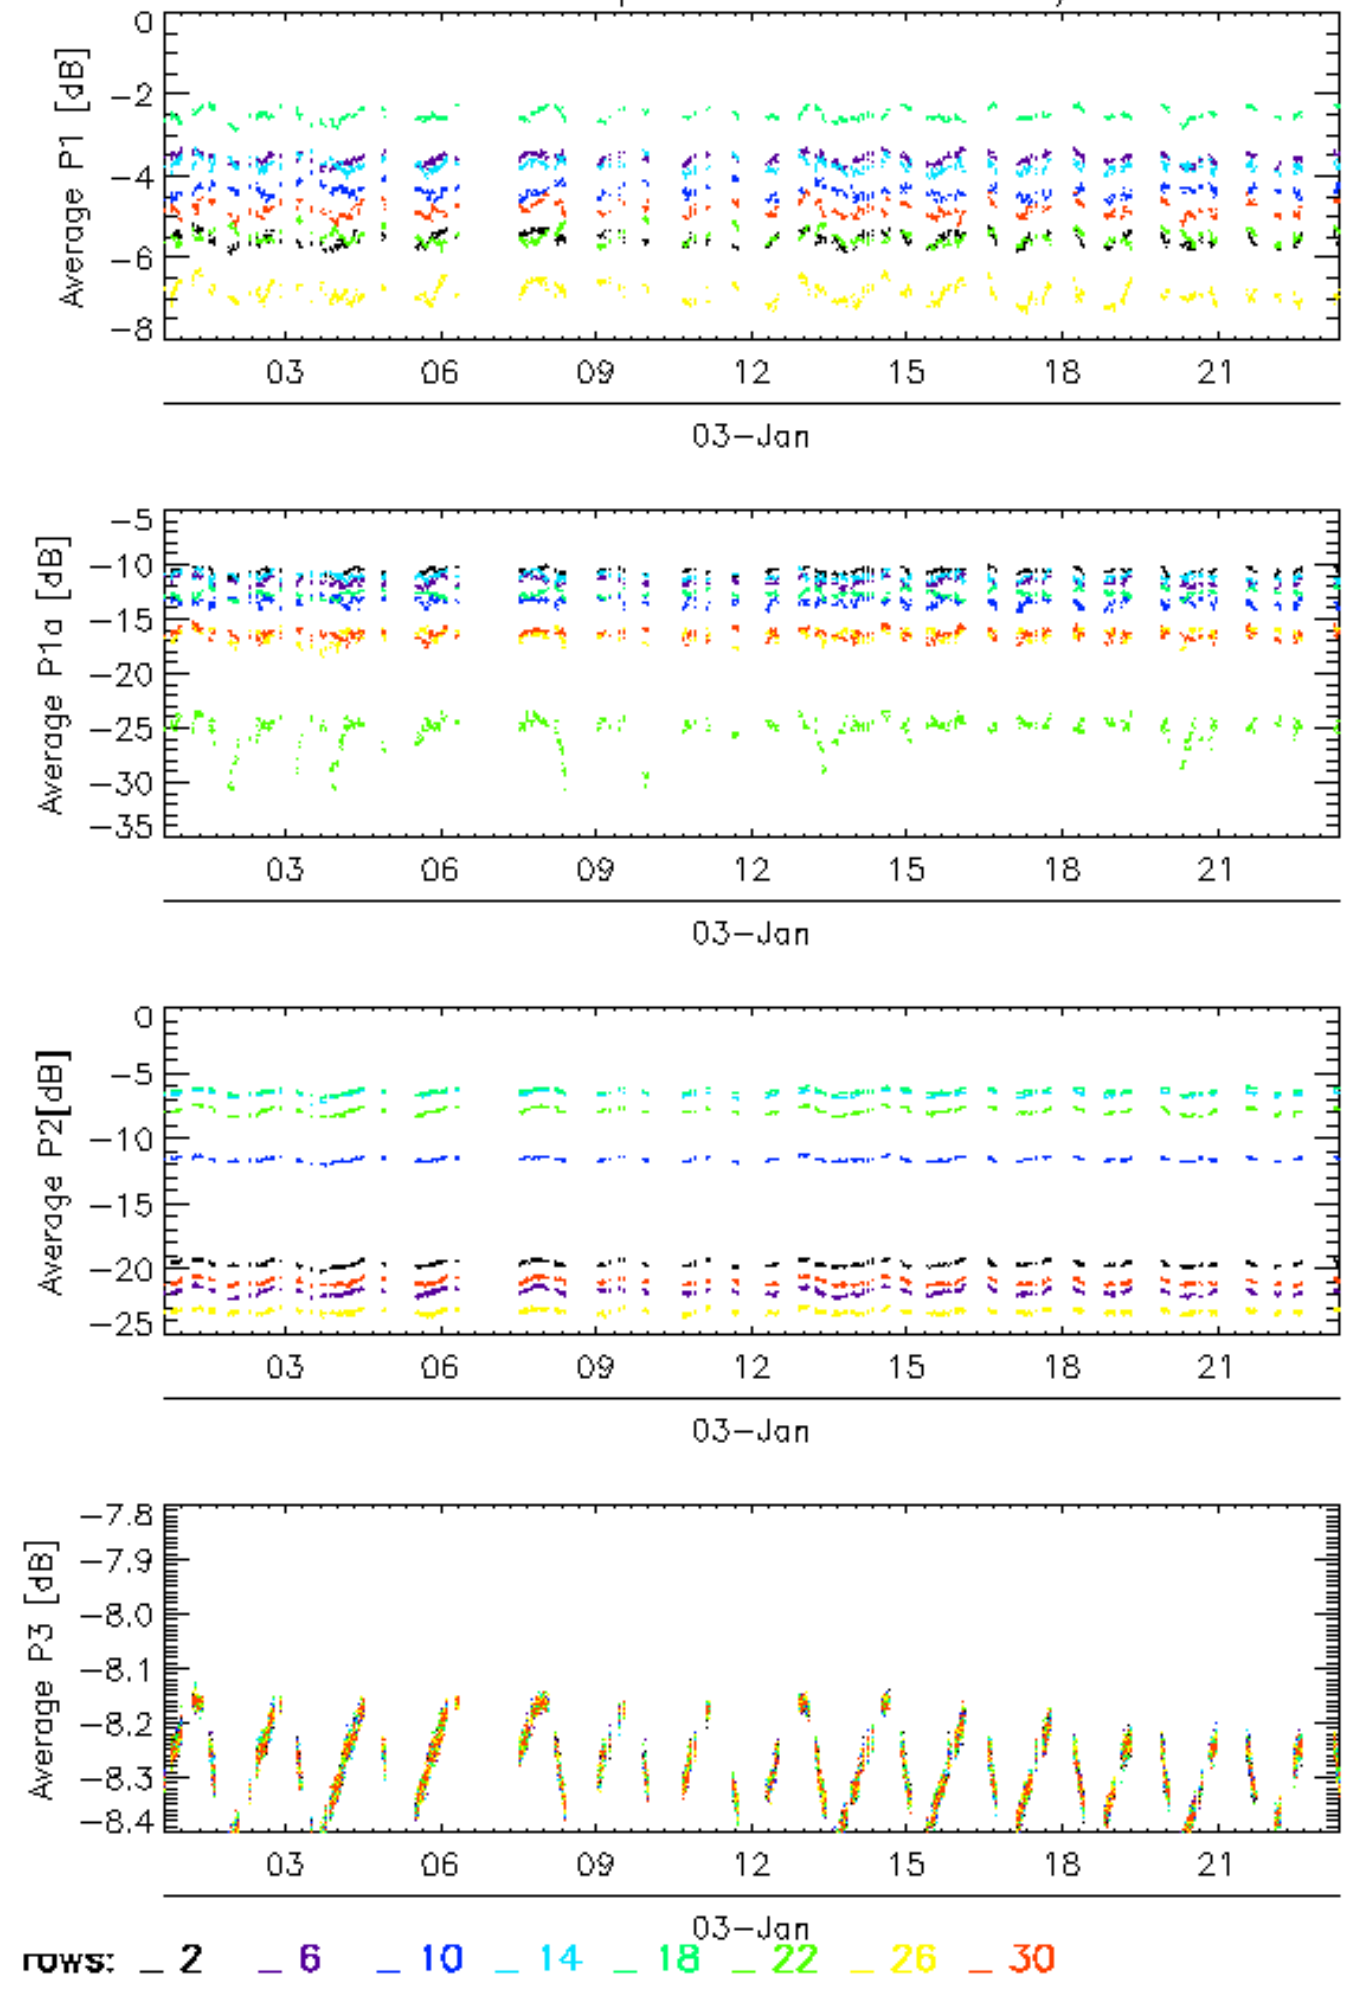 0
−2
−4
−6
−8
Average P1 [dB]
03 06 09 12 15 18 21
03−Jan
−5
−10
−15
−20
−25
−30
−35
Average P1a [dB]
03 06 09 12 15 18 21
03−Jan
0
−5
−10
−15
−20
−25
Average P2[dB]
03 06 09 12 15 18 21
03−Jan
−7.8
−7.9
−8.0
−8.1
−8.2
−8.3
−8.4
Average P3 [dB]
03 06 09 12 15 18 21
03−Jan
rows: _ 2 _ 6 _ 10 _ 14 _ 18 _ 22 _ 26 _ 30